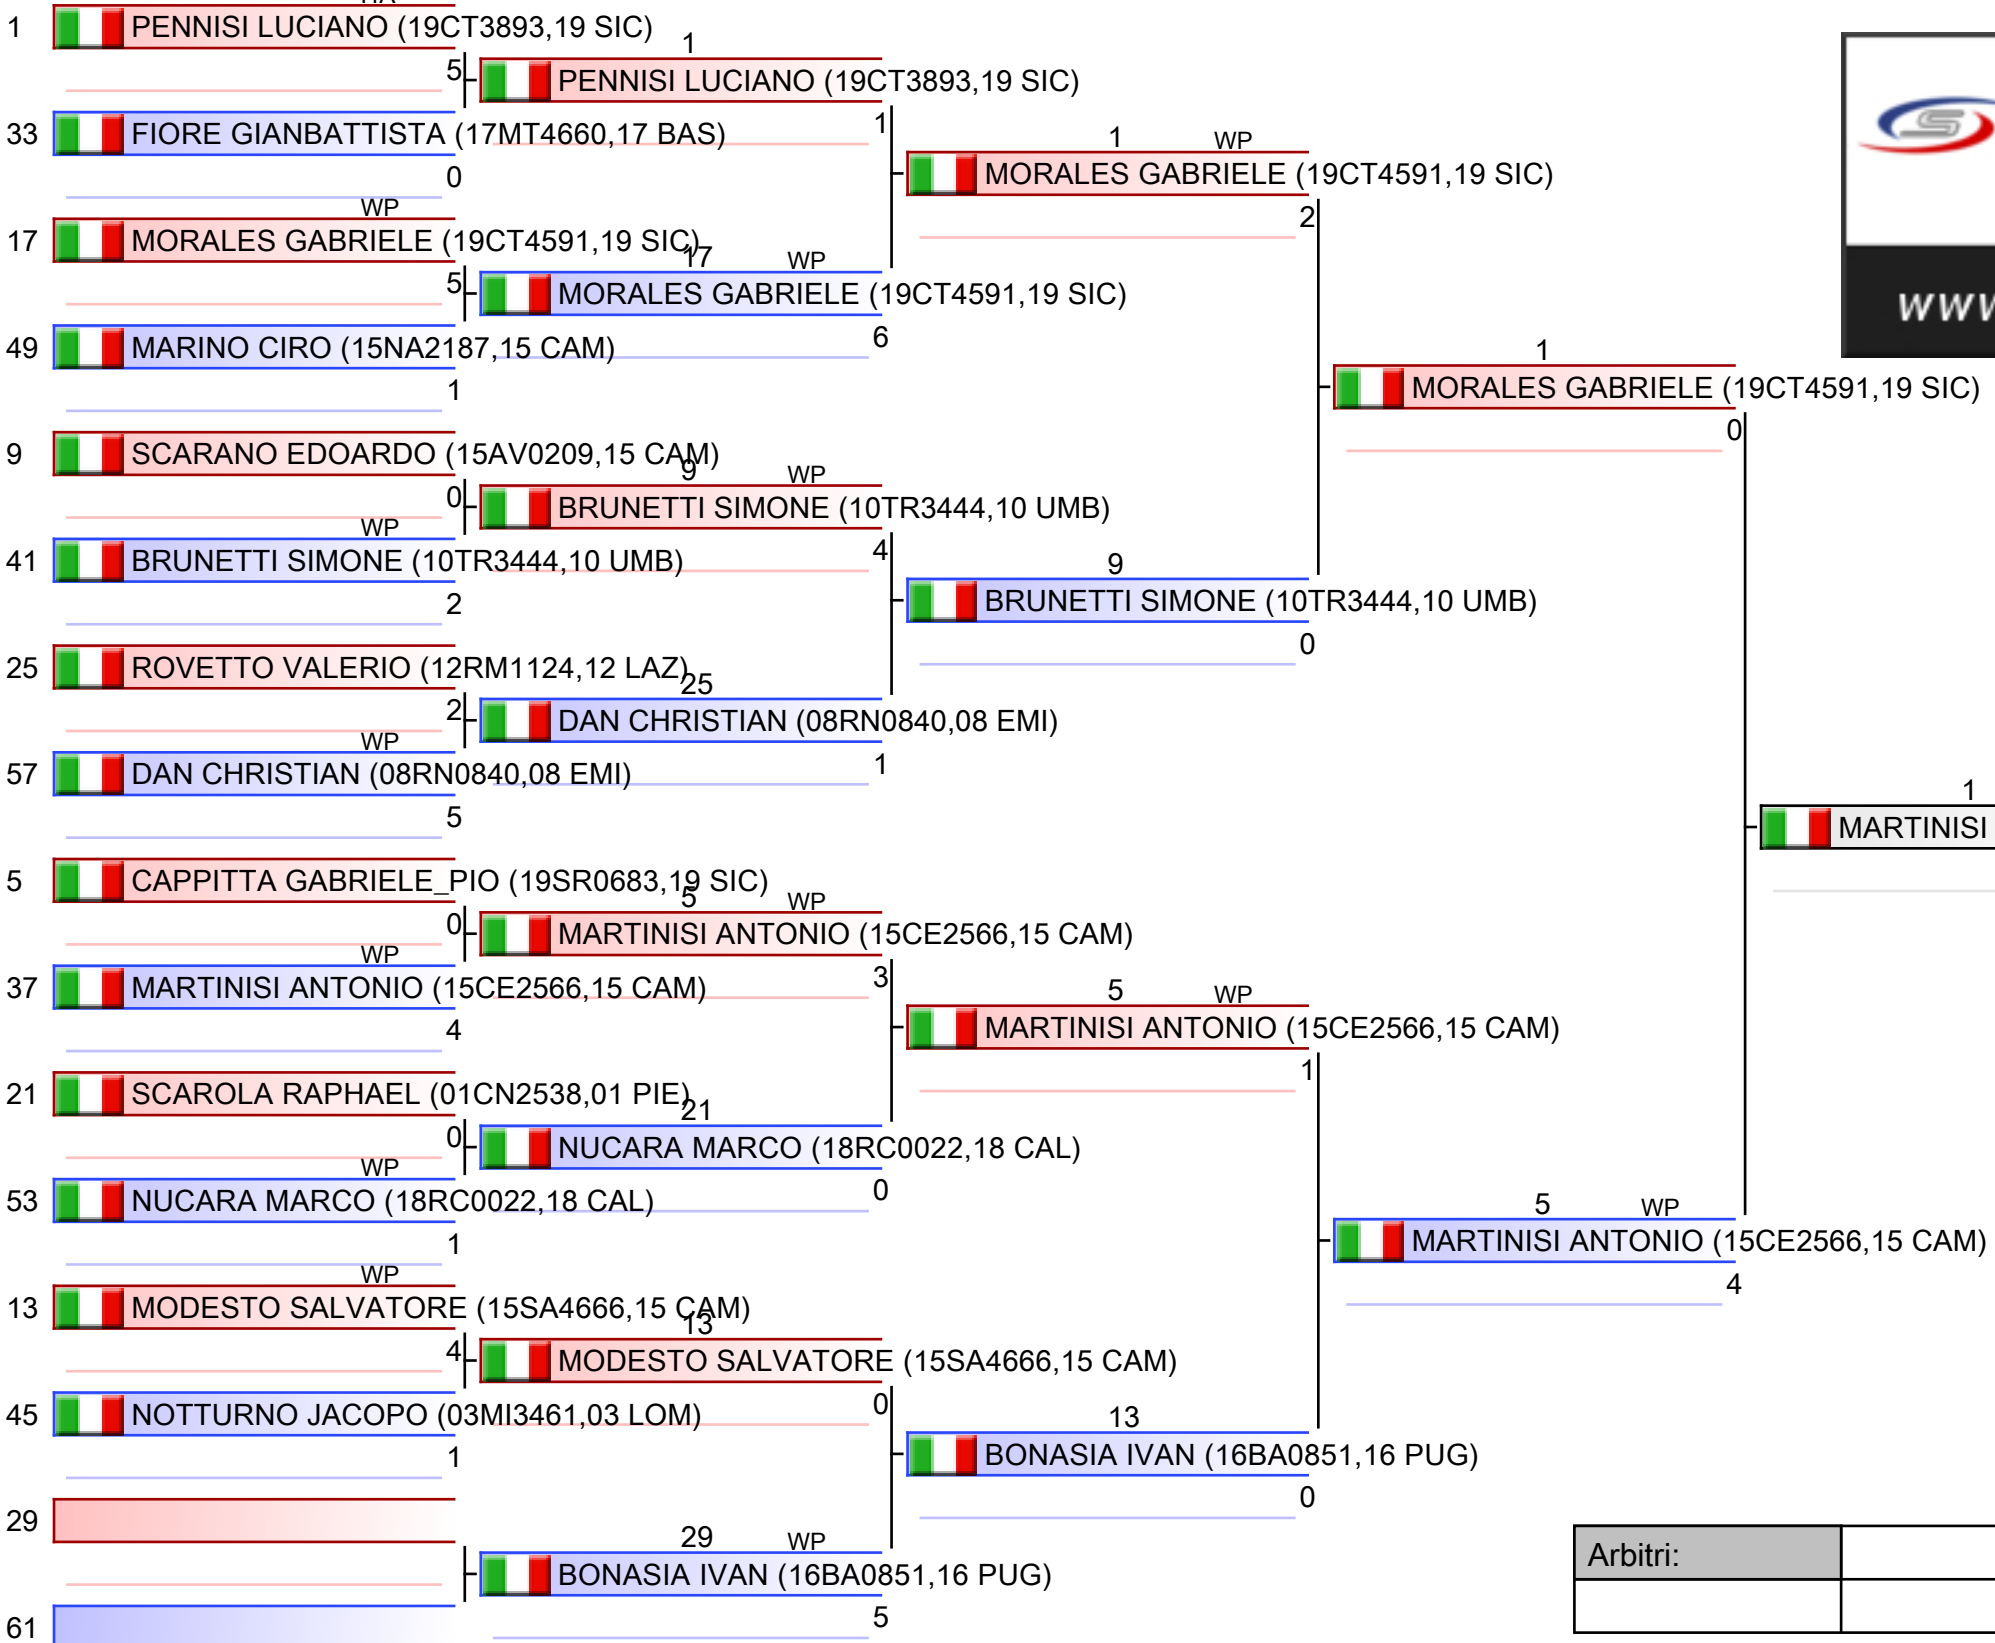 1 PENNISI LUCIANO (19CT3893,19 SIC)
5
33 FIORE GIANBATTISTA (17MT4660,17 BAS)
0
WP
17 MORALES GABRIELE (19CT4591,19 SIC)
5
49 MARINO CIRO (15NA2187,15 CAM)
1
9 SCARANO EDOARDO (15AV0209,15 CAM)
0
WP
41 BRUNETTI SIMONE (10TR3444,10 UMB)
2
25 ROVETTO VALERIO (12RM1124,12 LAZ)
2
WP
57 DAN CHRISTIAN (08RN0840,08 EMI)
5
5 CAPPITTA GABRIELE_PIO (19SR0683,19 SIC)
0
WP
37 MARTINISI ANTONIO (15CE2566,15 CAM)
4
21 SCAROLA RAPHAEL (01CN2538,01 PIE)
0
WP
53 NUCARA MARCO (18RC0022,18 CAL)
1
WP
13 MODESTO SALVATORE (15SA4666,15 CAM)
4
45 NOTTURNO JACOPO (03MI3461,03 LOM)
1
29
61
1
PENNISI LUCIANO (19CT3893,19 SIC)
1
17 WP
MORALES GABRIELE (19CT4591,19 SIC)
6
9 WP
BRUNETTI SIMONE (10TR3444,10 UMB)
4
25
DAN CHRISTIAN (08RN0840,08 EMI)
1
5 WP
MARTINISI ANTONIO (15CE2566,15 CAM)
3
21
NUCARA MARCO (18RC0022,18 CAL)
0
13
MODESTO SALVATORE (15SA4666,15 CAM)
0
29 WP
BONASIA IVAN (16BA0851,16 PUG)
5
1 WP
MORALES GABRIELE (19CT4591,19 SIC)
2
9
BRUNETTI SIMONE (10TR3444,10 UMB)
0
5 WP
MARTINISI ANTONIO (15CE2566,15 CAM)
1
13
BONASIA IVAN (16BA0851,16 PUG)
0
1
MORALES GABRIELE (19CT4591,19 SIC)
0
5 WP
MARTINISI ANTONIO (15CE2566,15 CAM)
4
1
MARTINISI
S
www
Arbitri: